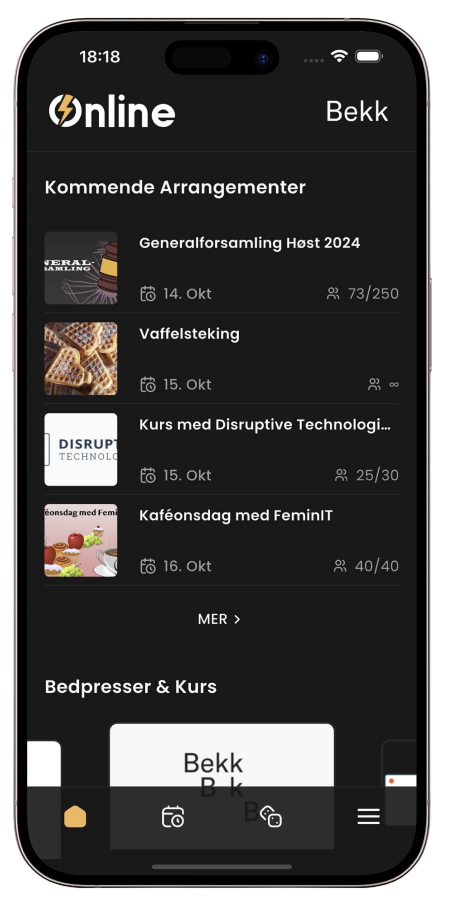 18:18
Online
Bekk
Kommende Arrangementer
NERAL-
SAMLING
Generalforsamling Høst 2024
14. Okt
73/250
Vaffelsteking
15. Okt
∞
DISRUPT
TECHNOLO
Kurs med Disruptive Technologi...
15. Okt
25/30
éonsdag med Femi
Kaféonsdag med FeminIT
16. Okt
40/40
MER >
Bedpresser & Kurs
Bekk
B k
B